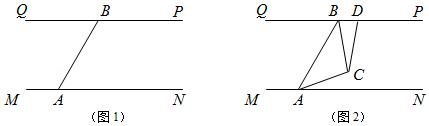 Q B P Q B D P
C
M A N M A N
（图1） （图2）